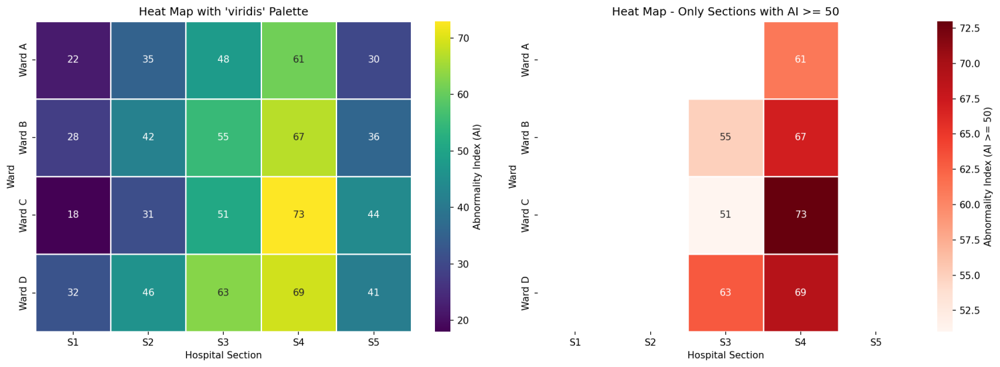 Heat Map with 'viridis' Palette
Ward
Ward A
22 35 48 61 30
Ward B
28 42 55 67 36
Ward C
18 31 51 73 44
Ward D
32 46 63 69 41
S1 S2 S3 S4 S5
Hospital Section
70
60
50
40
30
20
Abnormality Index (AI)
Heat Map - Only Sections with AI >= 50
Ward
Ward A
61
Ward B
55 67
Ward C
51 73
Ward D
63 69
S1 S2 S3 S4 S5
Hospital Section
72.5
70.0
67.5
65.0
62.5
60.0
57.5
55.0
52.5
Abnormality Index (AI >= 50)